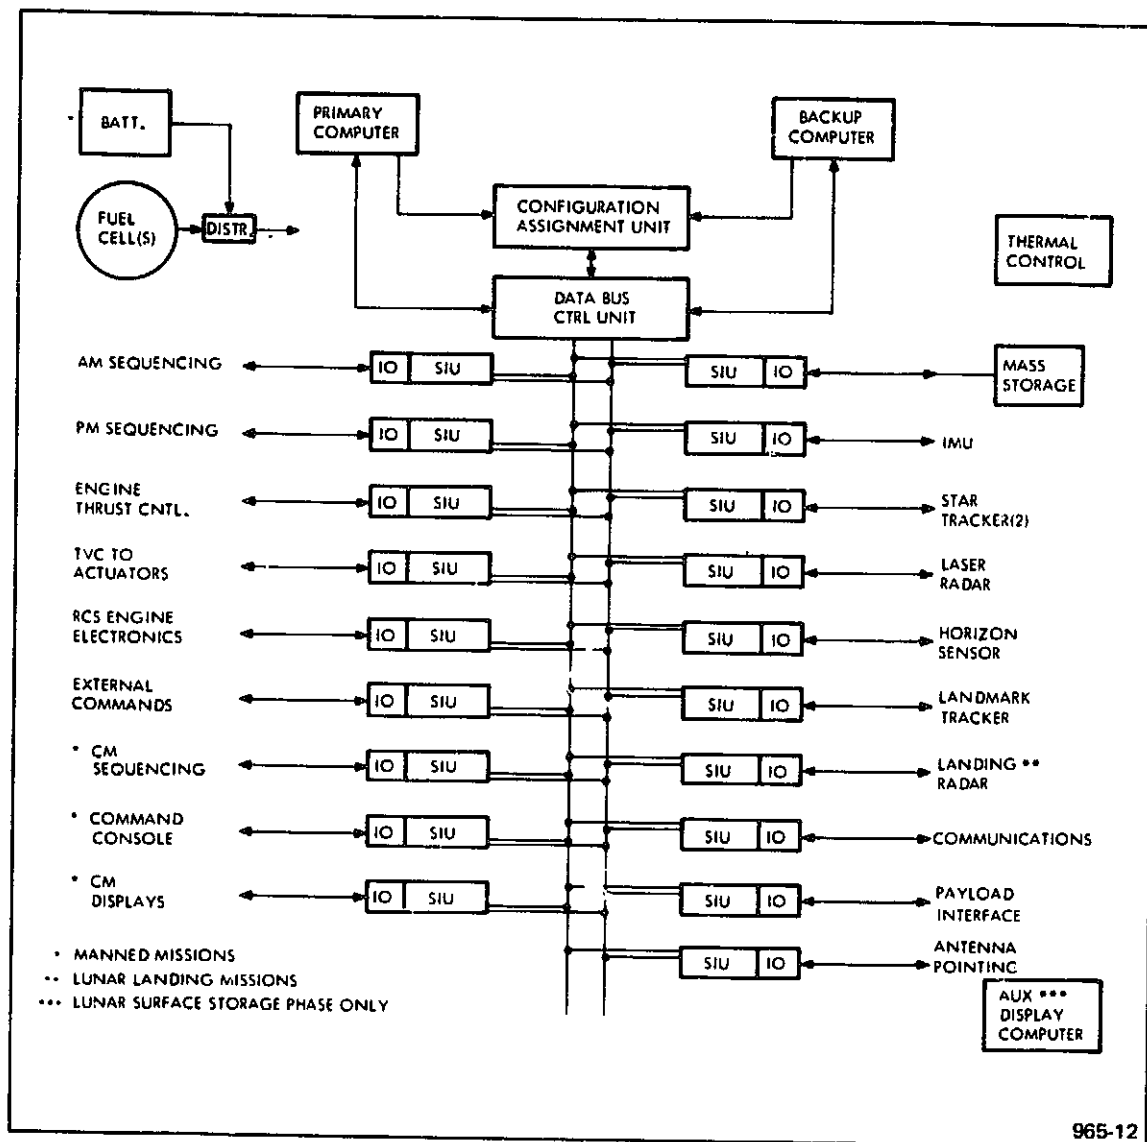 BATT.
PRIMARY
COMPUTER
BACKUP
COMPUTER
FUEL
CELL(S)
DISTR.
CONFIGURATION
ASSIGNMENT UNIT
THERMAL
CONTROL
DATA BUS
CTRL UNIT
AM SEQUENCING
IO SIU
SIU IO
MASS
STORAGE
PM SEQUENCING
IO SIU
SIU IO
IMU
ENGINE
THRUST CNTL.
IO SIU
SIU IO
STAR
TRACKER(2)
TVC TO
ACTUATORS
IO SIU
SIU IO
LASER
RADAR
RCS ENGINE
ELECTRONICS
IO SIU
SIU IO
HORIZON
SENSOR
EXTERNAL
COMMANDS
IO SIU
SIU IO
LANDMARK
TRACKER
* CM
SEQUENCING
IO SIU
SIU IO
LANDING **
RADAR
* COMMAND
CONSOLE
IO SIU
SIU IO
COMMUNICATIONS
* CM
DISPLAYS
IO SIU
SIU IO
PAYLOAD
INTERFACE
SIU IO
ANTENNA
POINTING
* MANNED MISSIONS
** LUNAR LANDING MISSIONS
*** LUNAR SURFACE STORAGE PHASE ONLY
AUX ***
DISPLAY
COMPUTER
965-12